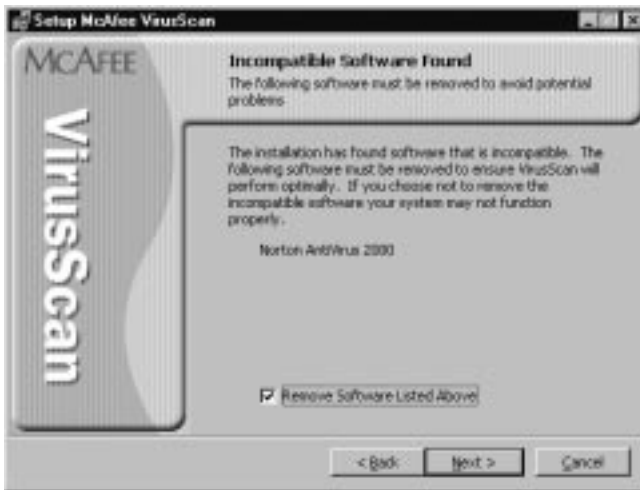 Setup McAfee VirusScan
McAFEE
VirusScan
Incompatible Software Found
The following software must be removed to avoid potential
problems
The installation has found software that is incompatible. The
following software must be removed to ensure VirusScan will
perform optimally. If you choose not to remove the
incompatible software your system may not function
properly.
Norton AntiVirus 2000
Remove Software Listed Above
< Back
Next >
Cancel